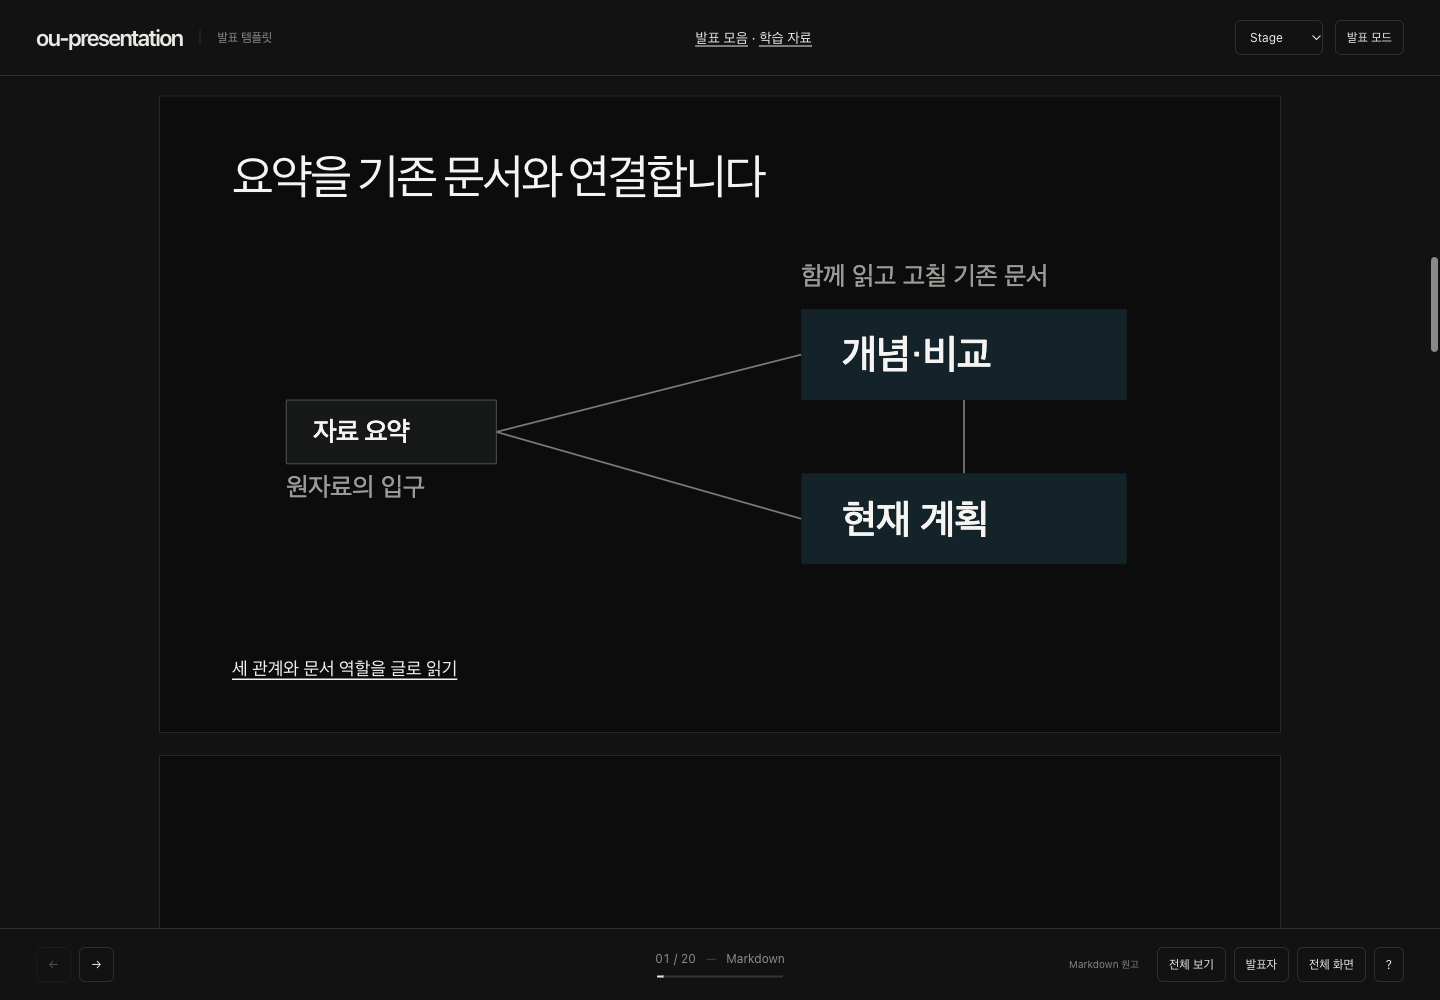 ou-presentation
발표 템플릿
발표 모음 · 학습 자료
Stage
발표 모드
요약을 기존 문서와 연결합니다
함께 읽고 고칠 기존 문서
개념·비교
자료 요약
원자료의 입구
현재 계획
세 관계와 문서 역할을 글로 읽기
←
→
01 / 20 — Markdown
Markdown 원고
전체 보기
발표자
전체 화면
?